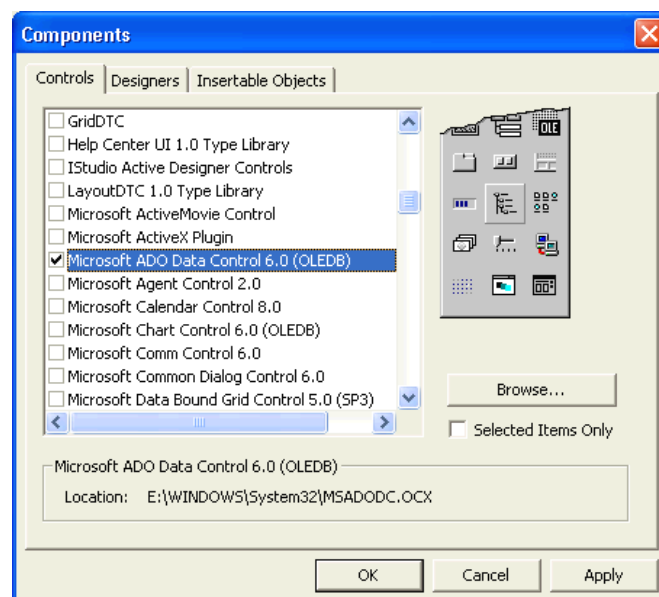 Components
Controls
Designers
Insertable Objects
GridDTC
Help Center UI 1.0 Type Library
IStudio Active Designer Controls
LayoutDTC 1.0 Type Library
Microsoft ActiveMovie Control
Microsoft ActiveX Plugin
Microsoft ADO Data Control 6.0 (OLEDB)
Microsoft Agent Control 2.0
Microsoft Calendar Control 8.0
Microsoft Chart Control 6.0 (OLEDB)
Microsoft Comm Control 6.0
Microsoft Common Dialog Control 6.0
Microsoft Data Bound Grid Control 5.0 (SP3)
OLE
Browse...
Selected Items Only
Microsoft ADO Data Control 6.0 (OLEDB)
Location: E:\WINDOWS\System32\MSADODC.OCX
OK
Cancel
Apply